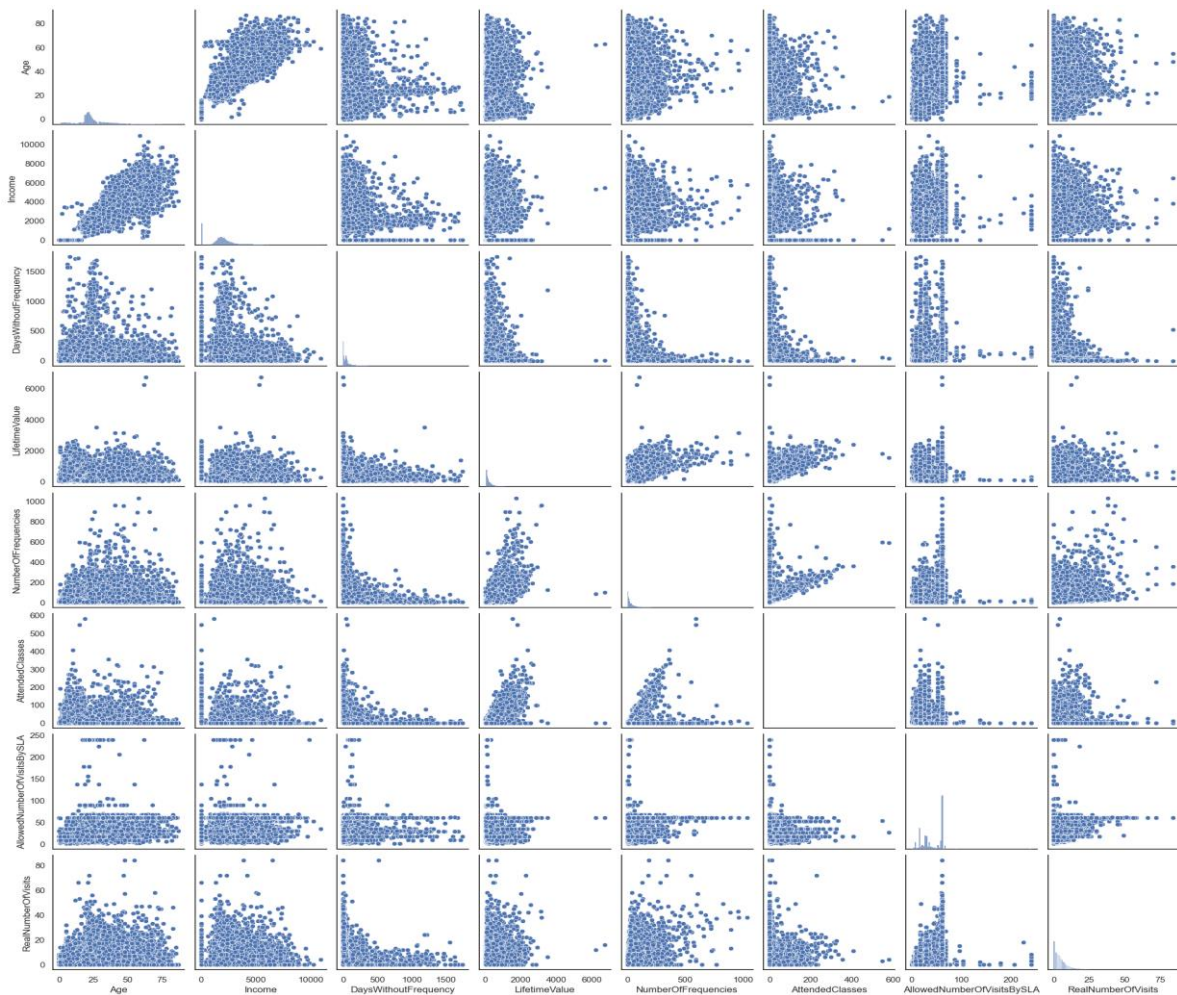 80
60
40
20
0
Age
10000
8000
6000
4000
2000
0
Income
1500
1000
500
0
DaysWithoutFrequency
6000
4000
2000
0
LifetimeValue
1000
800
600
400
200
0
NumberOfFrequencies
600
500
400
300
200
100
0
AttendedClasses
250
200
150
100
50
0
AllowedNumberOfVisitsBySLA
80
60
40
20
0
RealNumberOfVisits
0 25 50 75
Age
0 5000 10000
Income
0 500 1000 1500
DaysWithoutFrequency
0 2000 4000 6000
LifetimeValue
0 500 1000
NumberOfFrequencies
0 200 400 600
AttendedClasses
0 100 200
AllowedNumberOfVisitsBySLA
0 25 50 75
RealNumberOfVisits